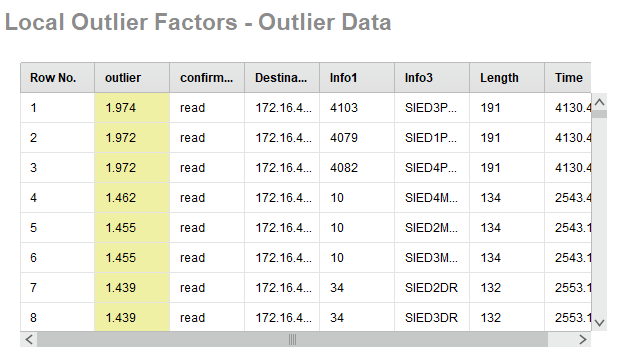 Local Outlier Factors - Outlier Data
Row No. outlier confirm... Destina... Info1 Info3 Length Time
1 1.974 read 172.16.4... 4103 SIED3P... 191 4130.4
2 1.972 read 172.16.4... 4079 SIED1P... 191 4130.4
3 1.972 read 172.16.4... 4082 SIED4P... 191 4130.4
4 1.462 read 172.16.4... 10 SIED4M... 134 2543.4
5 1.455 read 172.16.4... 10 SIED2M... 134 2543.1
6 1.455 read 172.16.4... 10 SIED3M... 134 2543.1
7 1.439 read 172.16.4... 34 SIED2DR 132 2553.1
8 1.439 read 172.16.4... 34 SIED3DR 132 2553.1